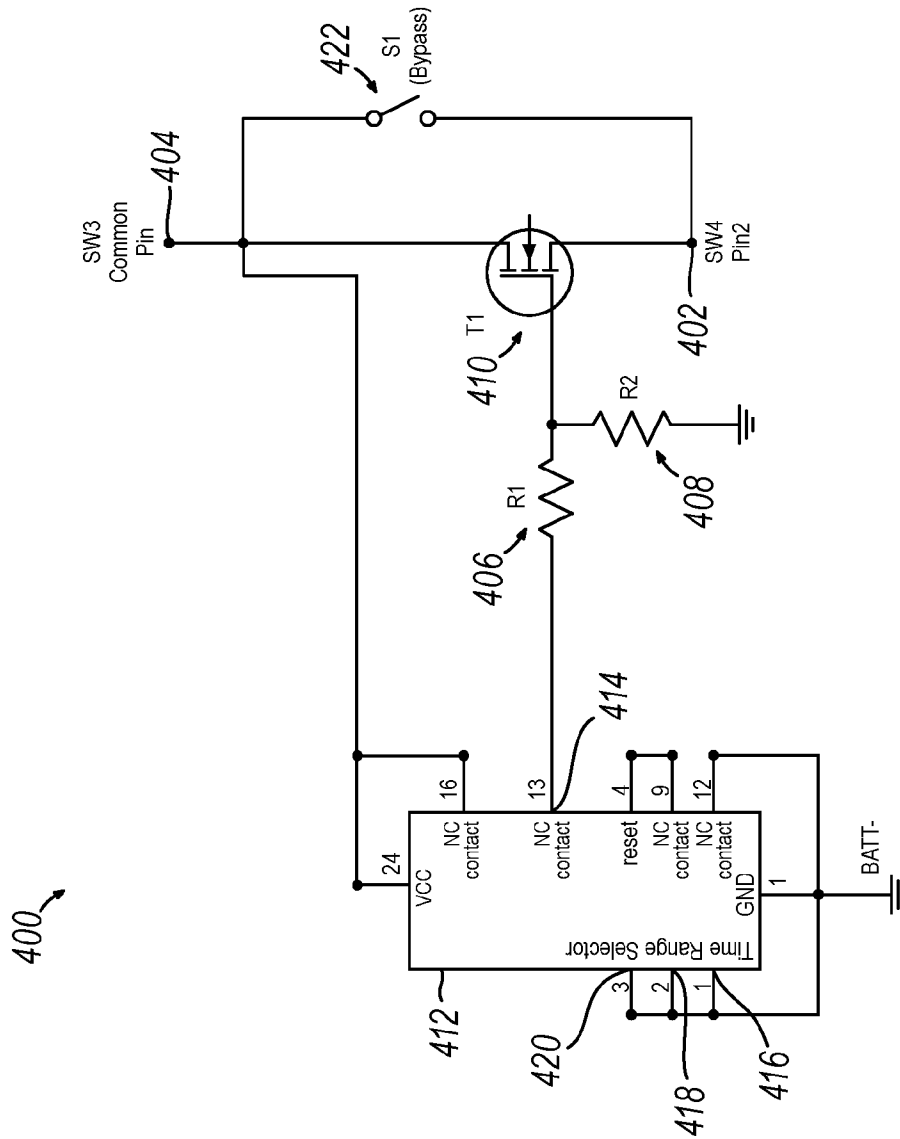 400
SW3
Common
Pin
404
422
S1
(Bypass)
T1
410
SW4
Pin2
402
R1
406
R2
408
412
24
VCC
16
NC
contact
13
NC
contact
414
reset
4
NC
contact
9
NC
contact
12
GND
1
Time Range Selector
3
2
1
420
418
416
BATT-